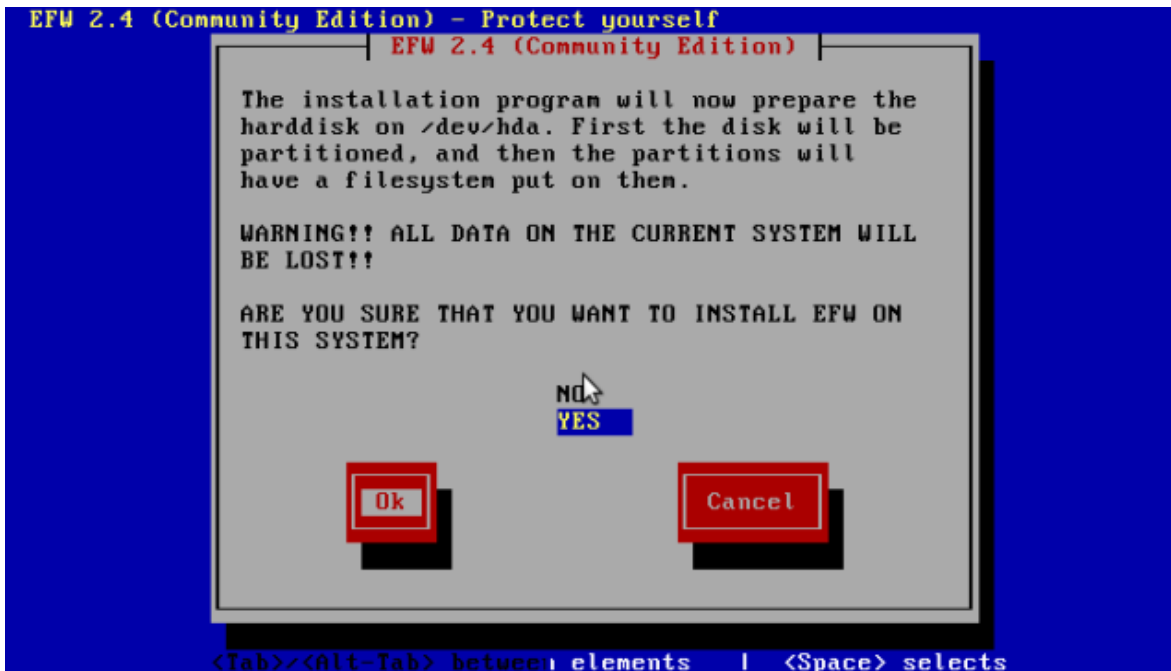 EFW 2.4 (Community Edition) - Protect yourself
EFW 2.4 (Community Edition)
The installation program will now prepare the
harddisk on /dev/hda. First the disk will be
partitioned, and then the partitions will
have a filesystem put on them.
WARNING!! ALL DATA ON THE CURRENT SYSTEM WILL
BE LOST!!
ARE YOU SURE THAT YOU WANT TO INSTALL EFW ON
THIS SYSTEM?
NO
YES
Ok
Cancel
<Tab>/<Alt-Tab> between elements | <Space> selects